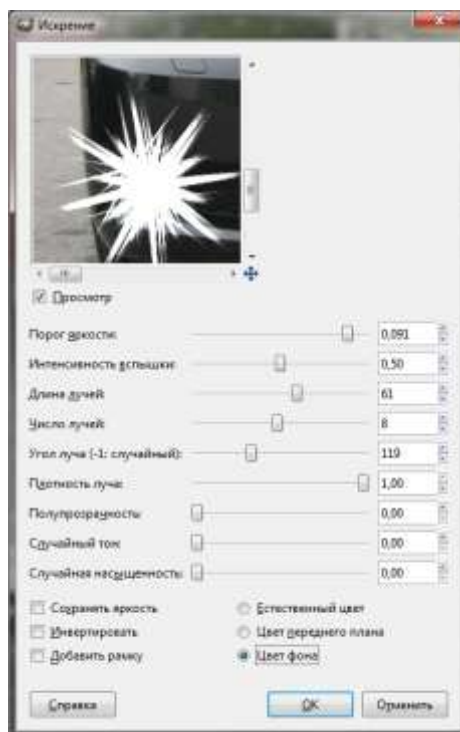 Искрение
Просмотр
Порог яркости: 0,091
Интенсивность вспышки: 0,50
Длина лучей: 61
Число лучей: 8
Угол луча (-1: случайный): 119
Плотность луча: 1,00
Полупрозрачность: 0,00
Случайный тон: 0,00
Случайная насыщенность: 0,00
Сохранять яркость Естественный цвет
Инвертировать Цвет переднего плана
Добавить рамку Цвет фона
Справка OK Отменить